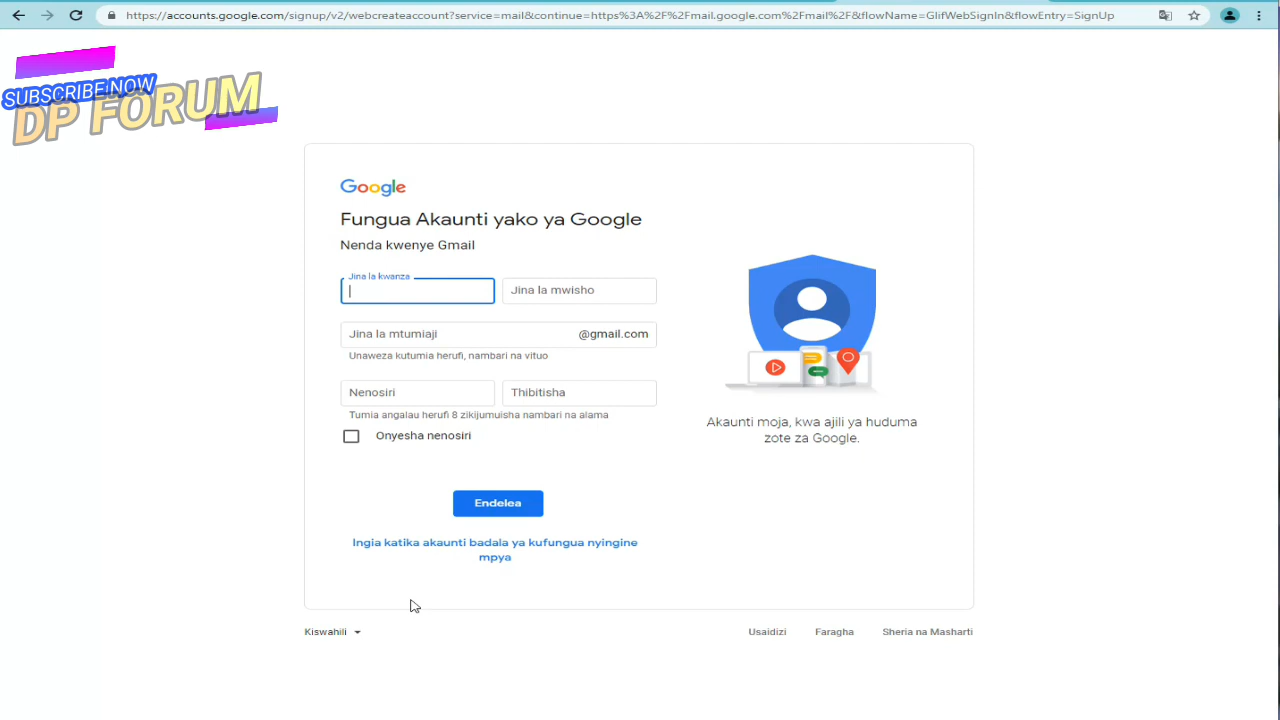 https://accounts.google.com/signup/v2/webcreateaccount?service=mail&continue=https%3A%2F%2Fmail.google.com%2Fmail%2F&flowName=GlifWebSignIn&flowEntry=SignUp
SUBSCRIBE NOW
DP FORUM
Google
Fungua Akaunti yako ya Google
Nenda kwenye Gmail
Jina la kwanza
Jina la mwisho
Jina la mtumiaji @gmail.com
Unaweza kutumia herufi, nambari na vituo
Nenosiri
Thibitisha
Tumia angalau herufi 8 zikijumuisha nambari na alama
Onyesha nenosiri
Endelea
Ingia katika akaunti badala ya kufungua nyingine
mpya
Akaunti moja, kwa ajili ya huduma
zote za Google.
Kiswahili
Usaidizi
Faragha
Sheria na Masharti